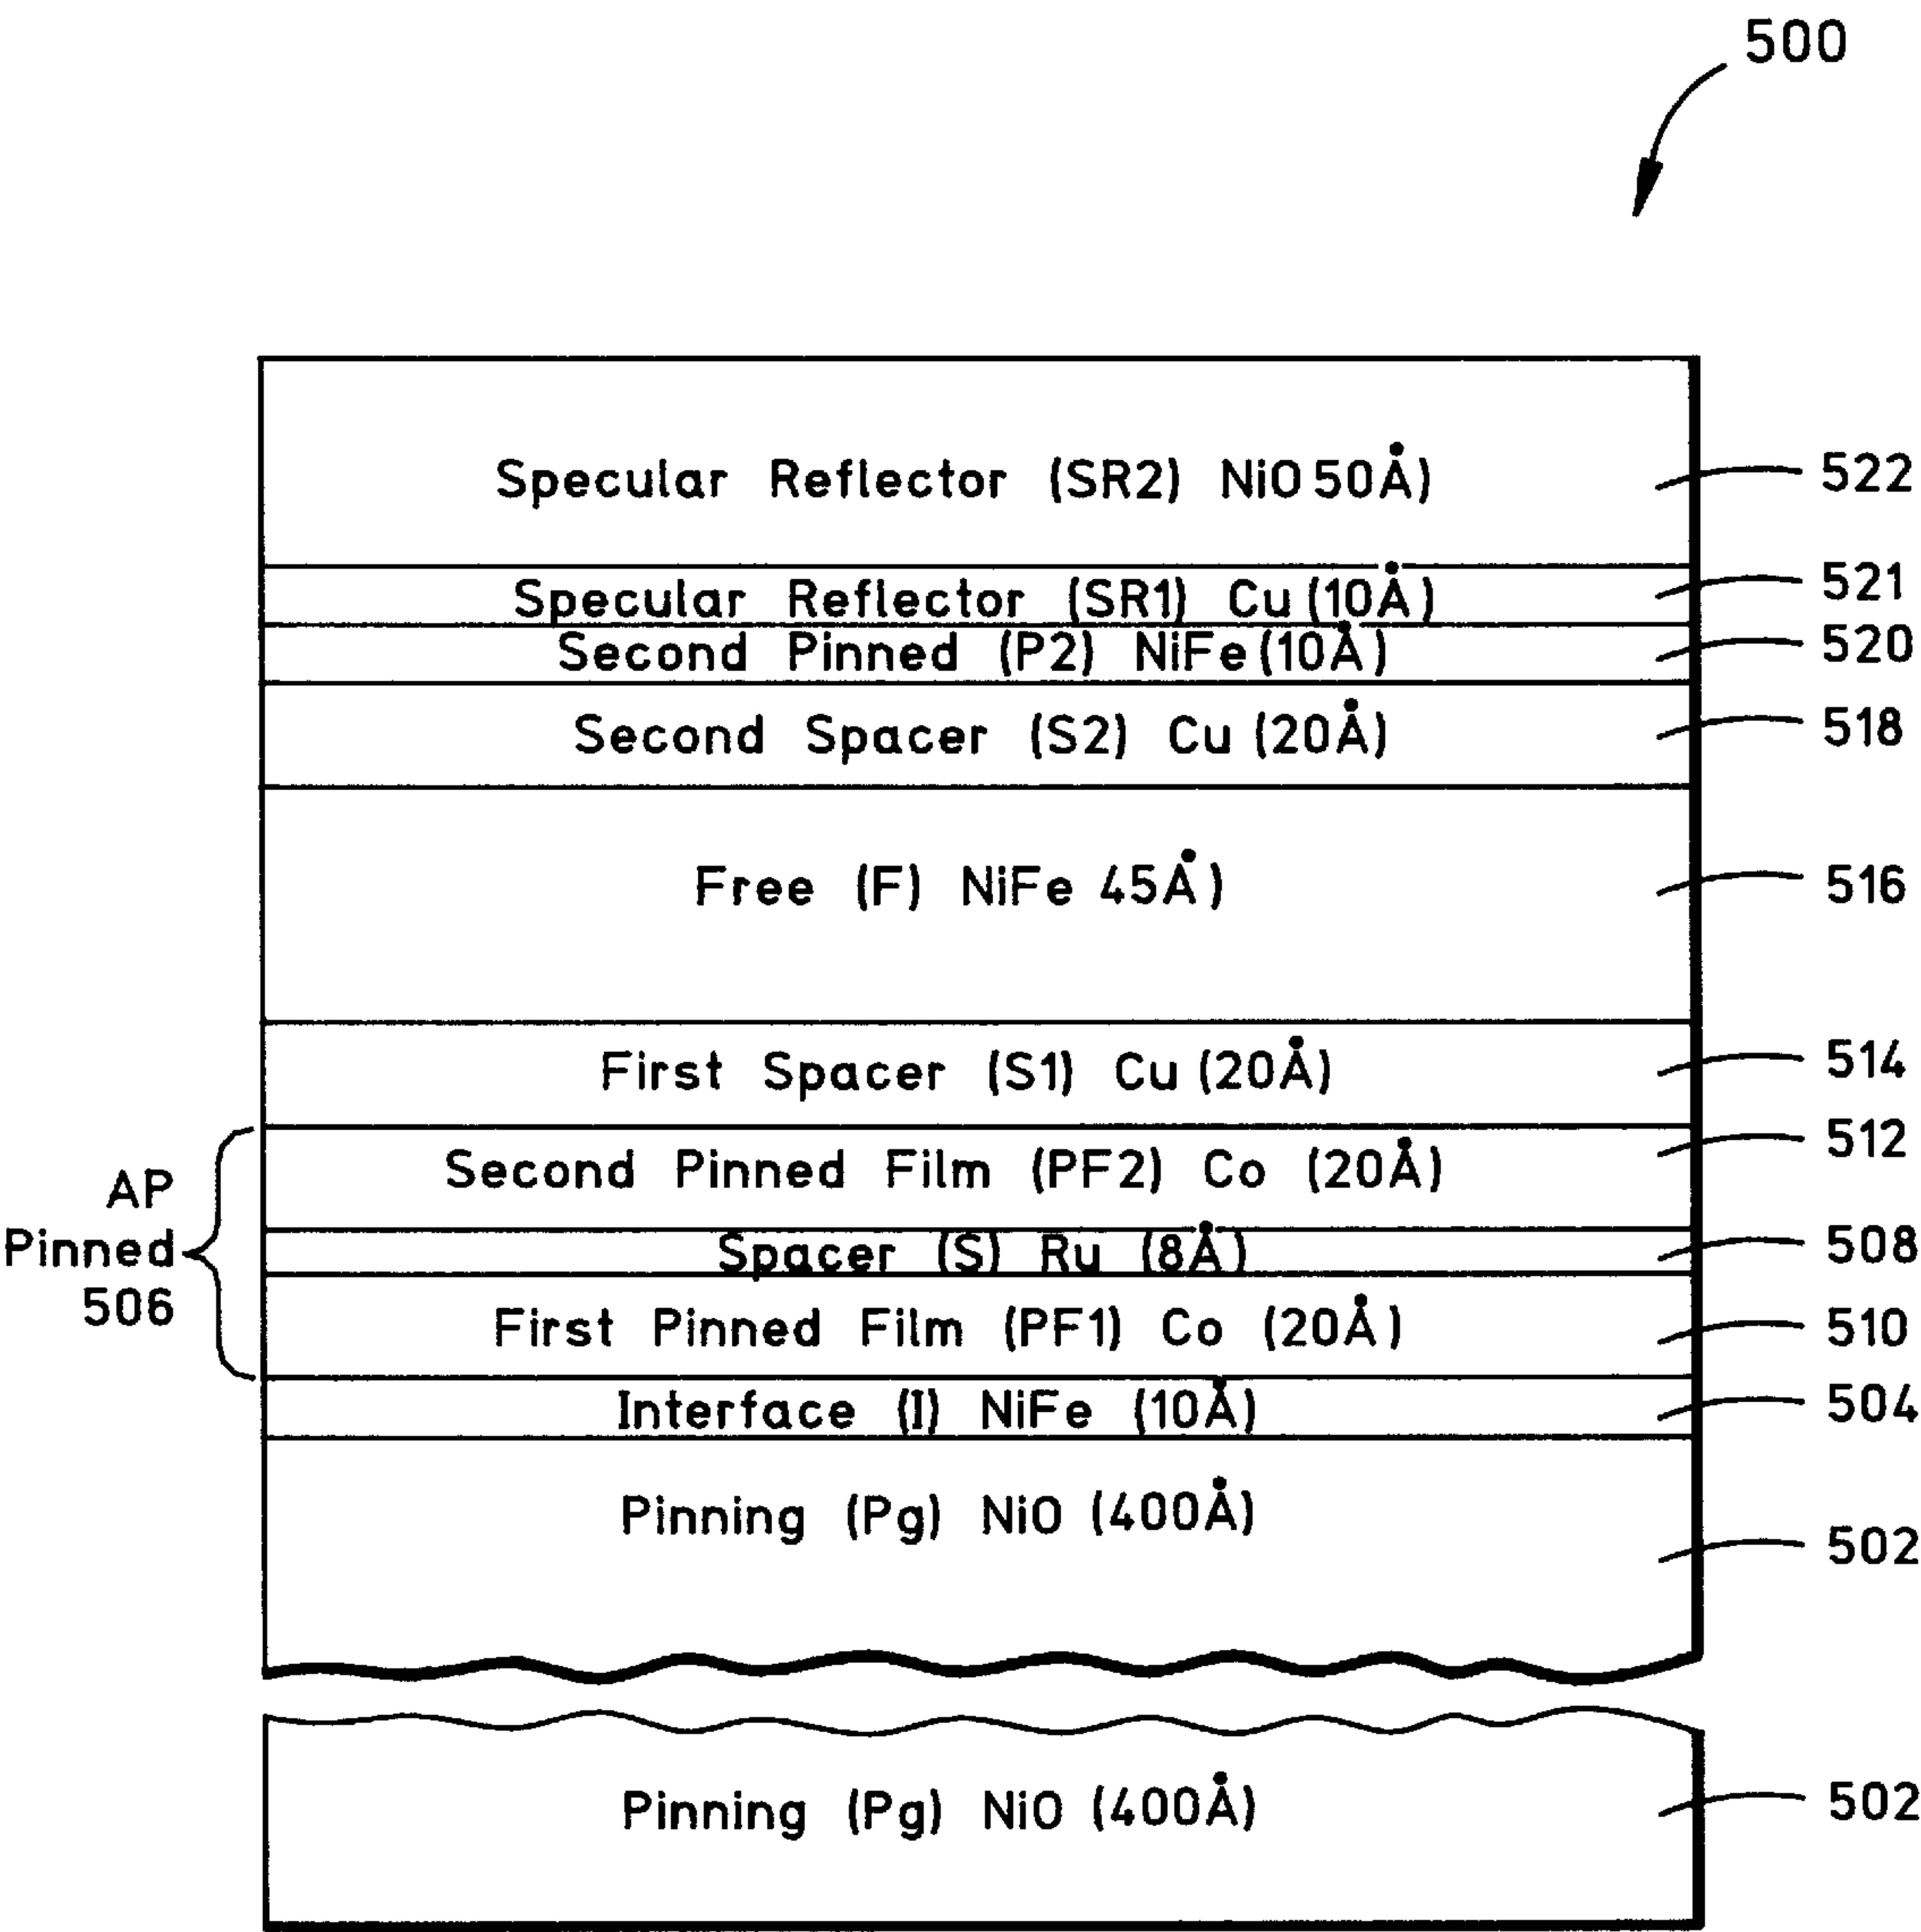 500
Specular Reflector (SR2) NiO 50Å)
522
Specular Reflector (SR1) Cu (10Å)
521
Second Pinned (P2) NiFe (10Å)
520
Second Spacer (S2) Cu (20Å)
518
Free (F) NiFe 45Å)
516
First Spacer (S1) Cu (20Å)
514
Second Pinned Film (PF2) Co (20Å)
512
AP
Pinned
506
Spacer (S) Ru (8Å)
508
First Pinned Film (PF1) Co (20Å)
510
Interface (I) NiFe (10Å)
504
Pinning (Pg) NiO (400Å)
502
Pinning (Pg) NiO (400Å)
502